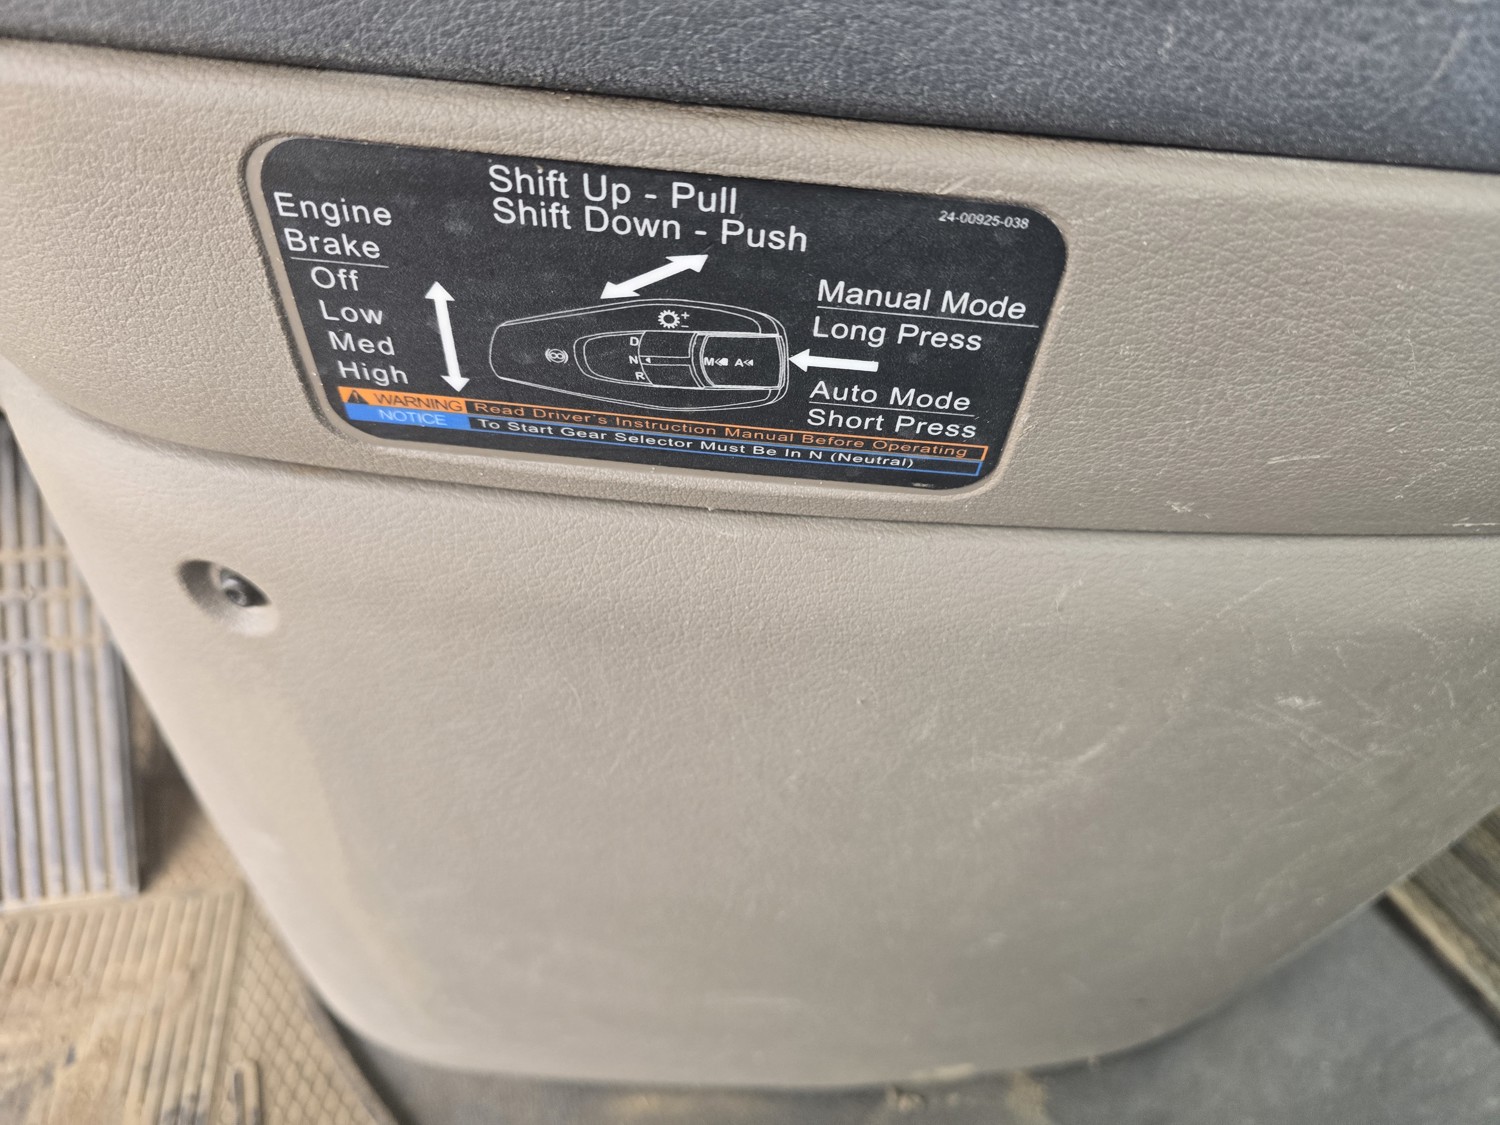 Shift Up - Pull
Shift Down - Push
24-00925-038
Engine
Brake
Off
Low
Med
High
+
-
D
N
R
M A
Manual Mode
Long Press
Auto Mode
Short Press
WARNING Read Driver's Instruction Manual Before Operating
NOTICE To Start Gear Selector Must Be In N (Neutral)